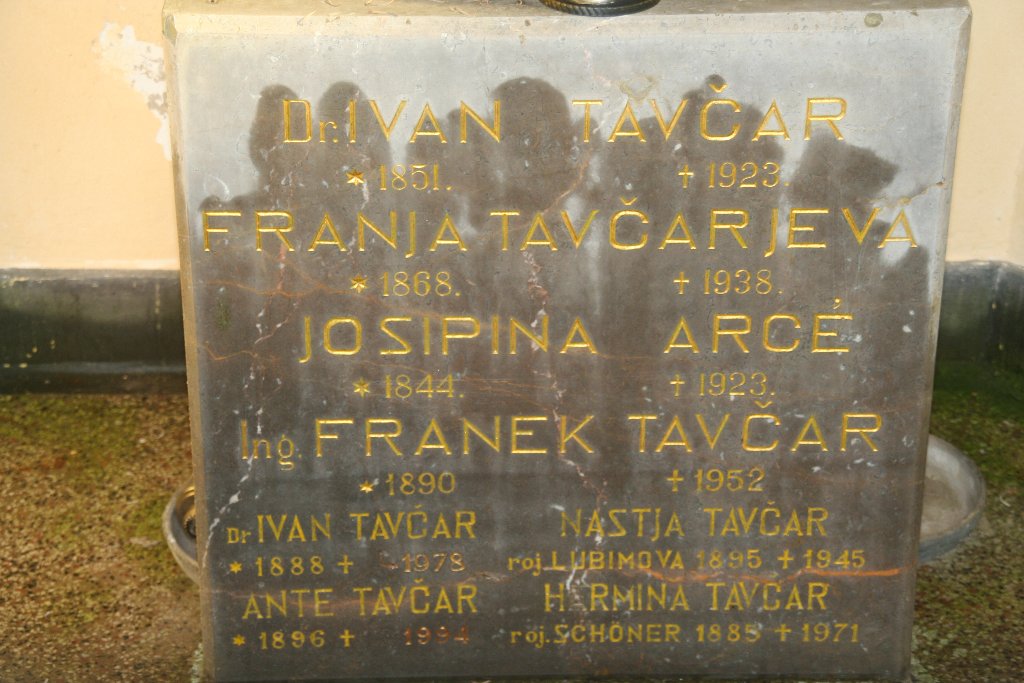 Dr. IVAN TAVČAR
* 1851. + 1923.
FRANJA TAVČARJEVA
* 1868. + 1938.
JOSIPINA ARCÉ
* 1844. + 1923.
Ing. FRANEK TAVČAR
* 1890 + 1952
Dr IVAN TAVČAR NASTJA TAVČAR
* 1888 + 1978 roj. LUBIMOVA 1895 + 1945
ANTE TAVČAR HERMINA TAVČAR
* 1896 + 1994 roj. SCHÖNER 1885 + 1971